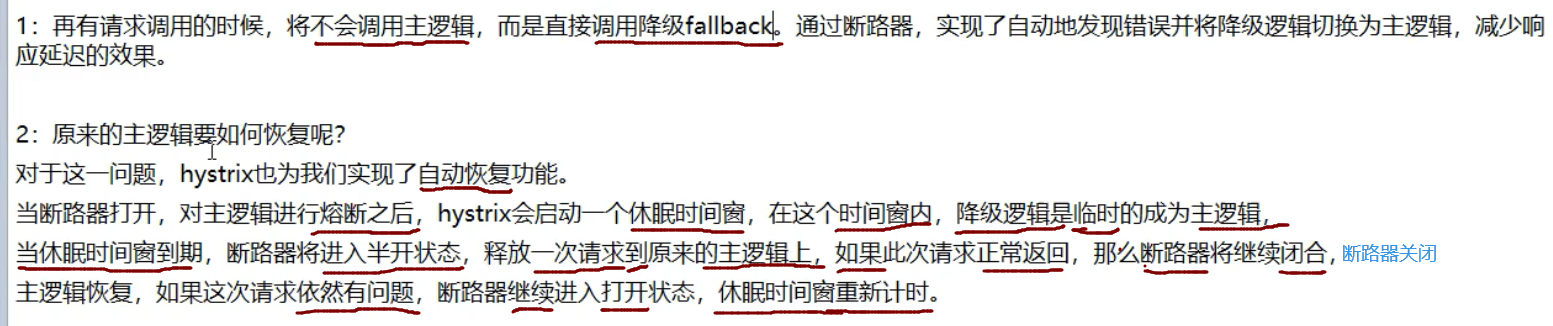 1：再有请求调用的时候，将不会调用主逻辑，而是直接调用降级fallback。通过断路器，实现了自动地发现错误并将降级逻辑切换为主逻辑，减少响
应延迟的效果。
2：原来的主逻辑要如何恢复呢？
对于这一问题，hystrix也为我们实现了自动恢复功能。
当断路器打开，对主逻辑进行熔断之后，hystrix会启动一个休眠时间窗，在这个时间窗内，降级逻辑是临时的成为主逻辑，
当休眠时间窗到期，断路器将进入半开状态，释放一次请求到原来的主逻辑上，如果此次请求正常返回，那么断路器将继续闭合，断路器关闭
主逻辑恢复，如果这次请求依然有问题，断路器继续进入打开状态，休眠时间窗重新计时。